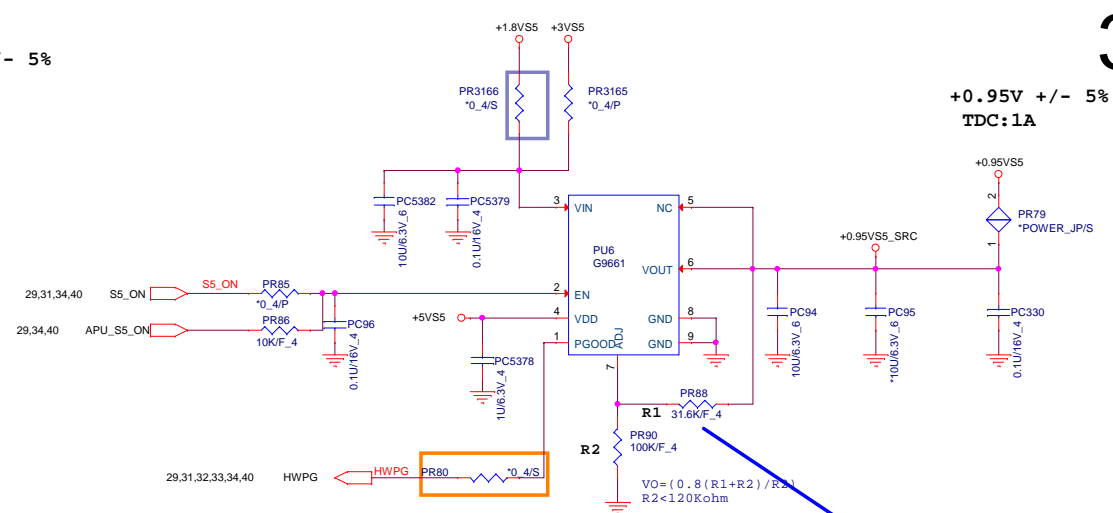 +1.8VS5 +3VS5
- 5%
PR3166
*0_4/S
PR3165
*0_4/P
+0.95V +/- 5%
TDC:1A
+0.95VS5
2
PR79
*POWER_JP/S
1
PC5382
10U/6.3V_6
PC5379
0.1U/16V_4
3 VIN
NC 5
PU6
G9661
+0.95VS5_SRC
VOUT 6
29,31,34,40 S5_ON
S5_ON
PR85
*0_4/P
2 EN
29,34,40 APU_S5_ON
PR86
10K/F_4
PC96
0.1U/16V_4
+5VS5
4 VDD
GND 8
1 PGOOD
ADJ
GND 9
7
PC5378
1U/6.3V_4
PC94
10U/6.3V_6
PC95
*10U/6.3V_6
PC330
0.1U/16V_4
PR88
R1 31.6K/F_4
R2
PR90
100K/F_4
29,31,32,33,34,40 HWPG
HWPG
PR80
*0_4/S
VO=(0.8(R1+R2)/R2)
R2<120Kohm